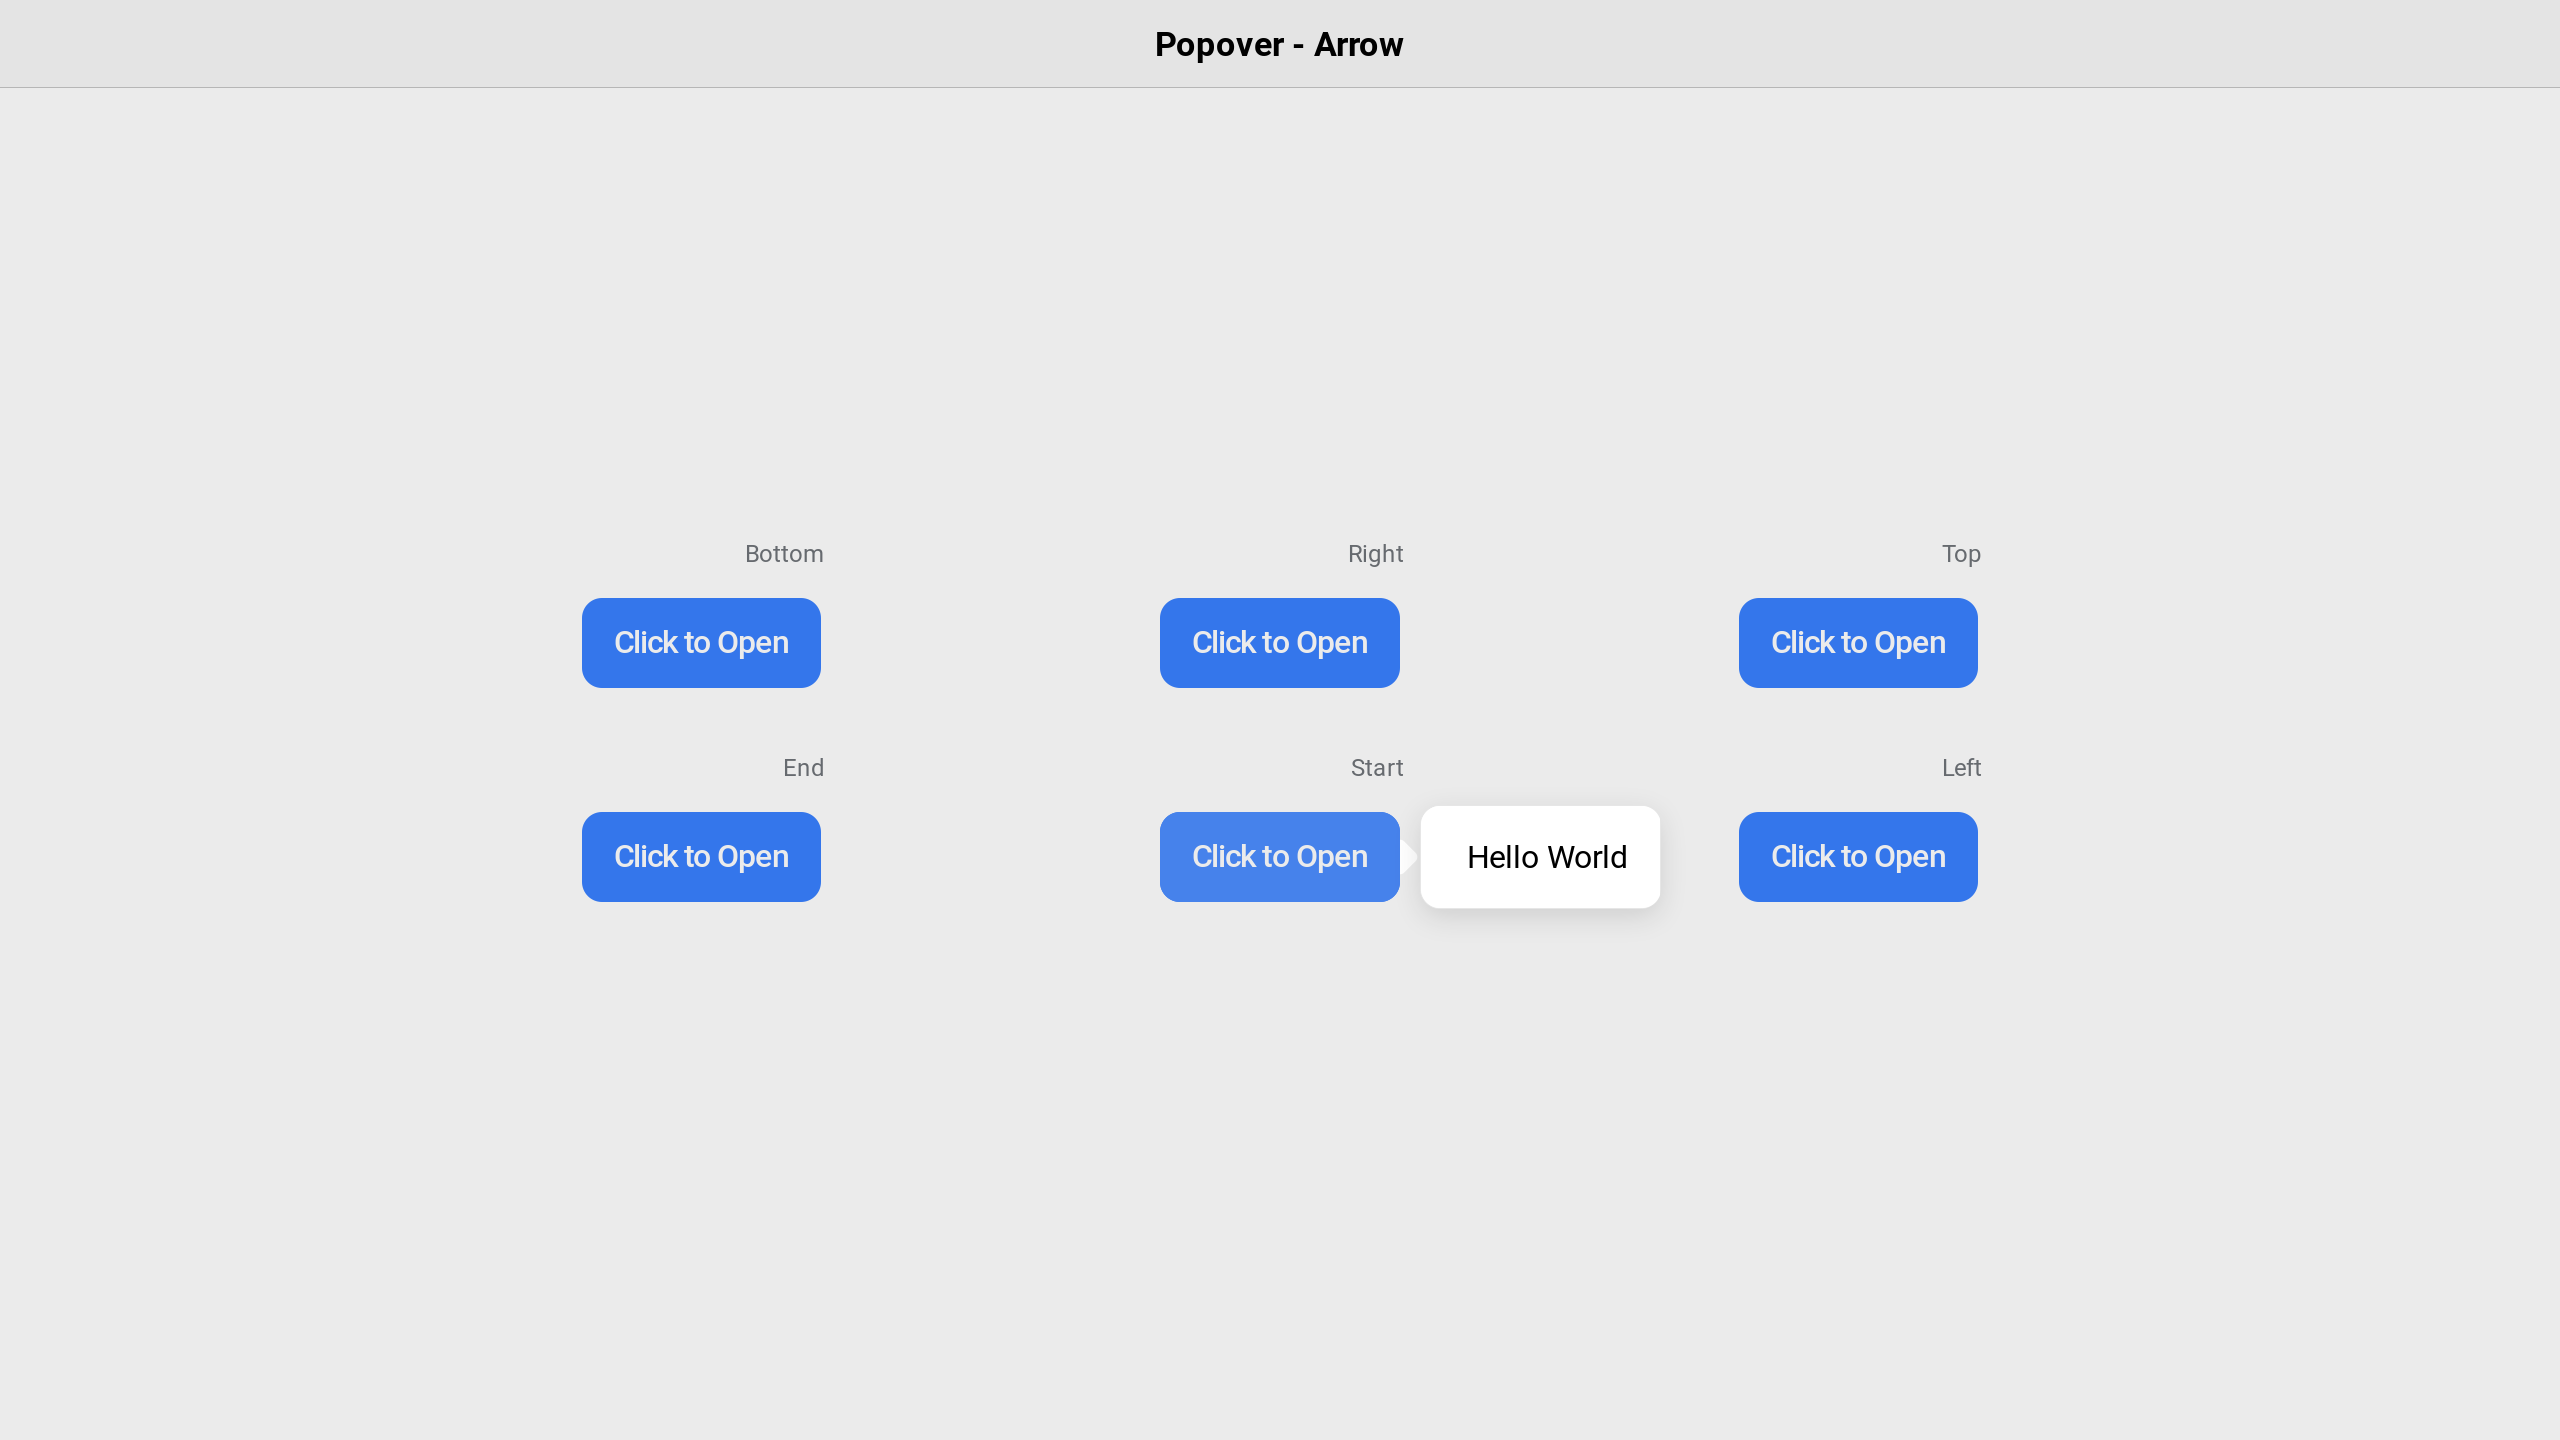 Popover - Arrow
Bottom
Right
Top
Click to Open
Click to Open
Click to Open
End
Start
Left
Click to Open
Click to Open
Hello World
Click to Open